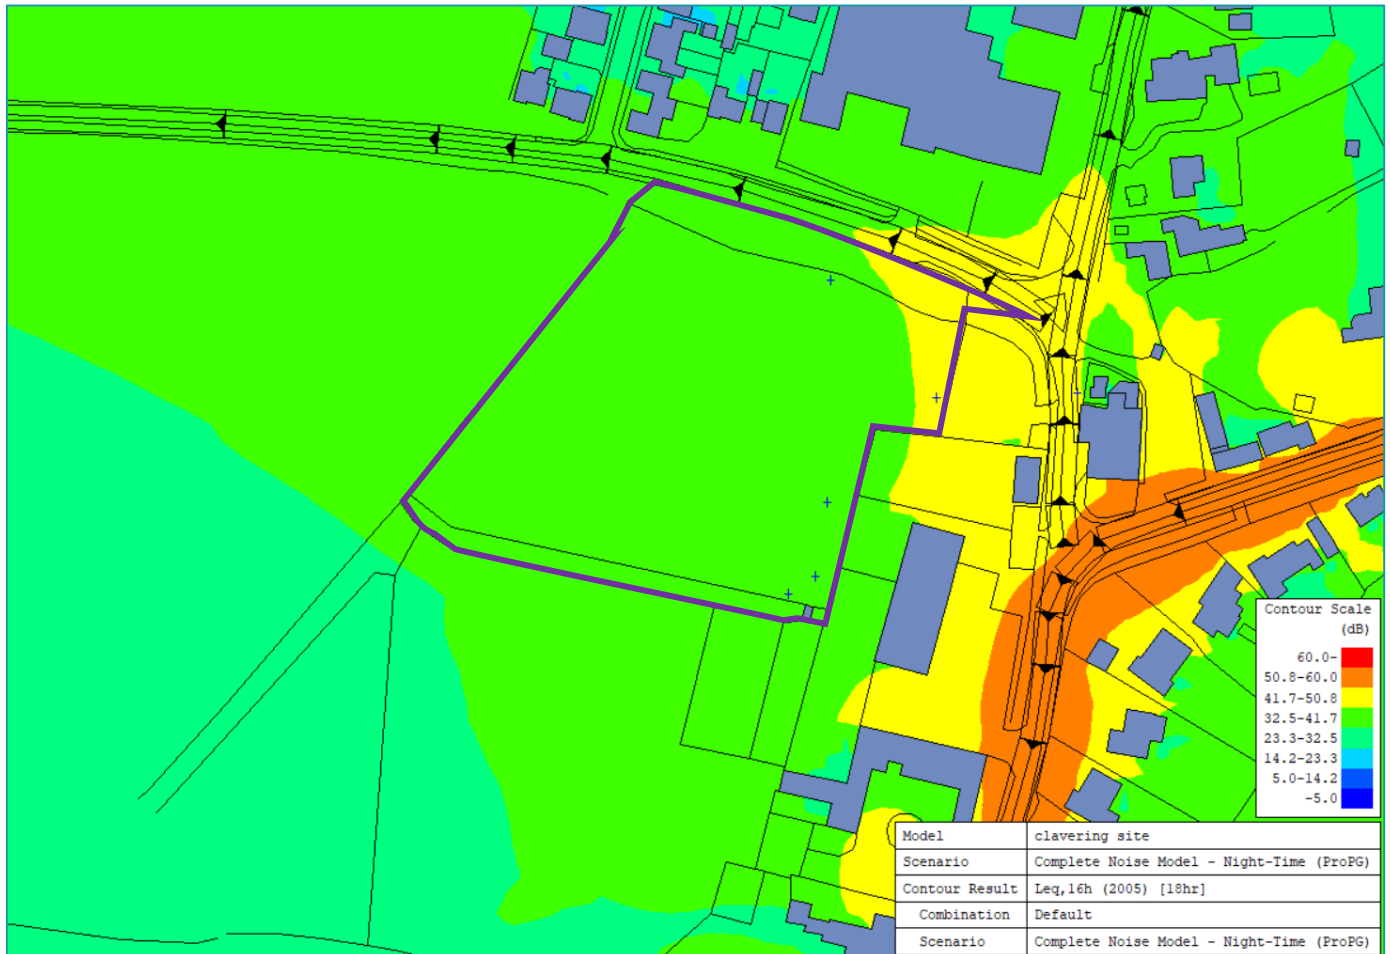 Contour Scale
(dB)
60.0-
50.8-60.0
41.7-50.8
32.5-41.7
23.3-32.5
14.2-23.3
5.0-14.2
-5.0
Model clavering site
Scenario Complete Noise Model - Night-Time (ProPG)
Contour Result Leq,16h (2005) [18hr]
Combination Default
Scenario Complete Noise Model - Night-Time (ProPG)